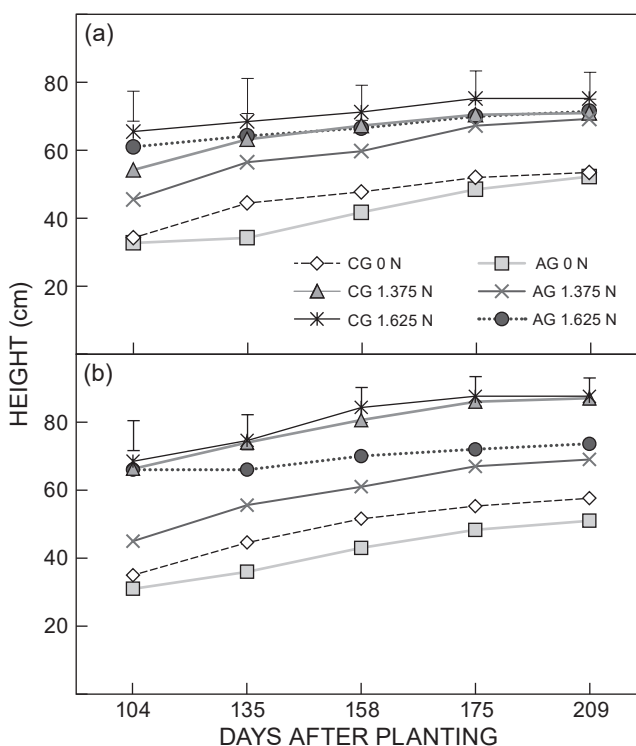 (a)
80
60
40
20
CG 0 N AG 0 N
CG 1.375 N AG 1.375 N
CG 1.625 N AG 1.625 N
HEIGHT (cm)
(b)
80
60
40
20
104 135 158 175 209
DAYS AFTER PLANTING